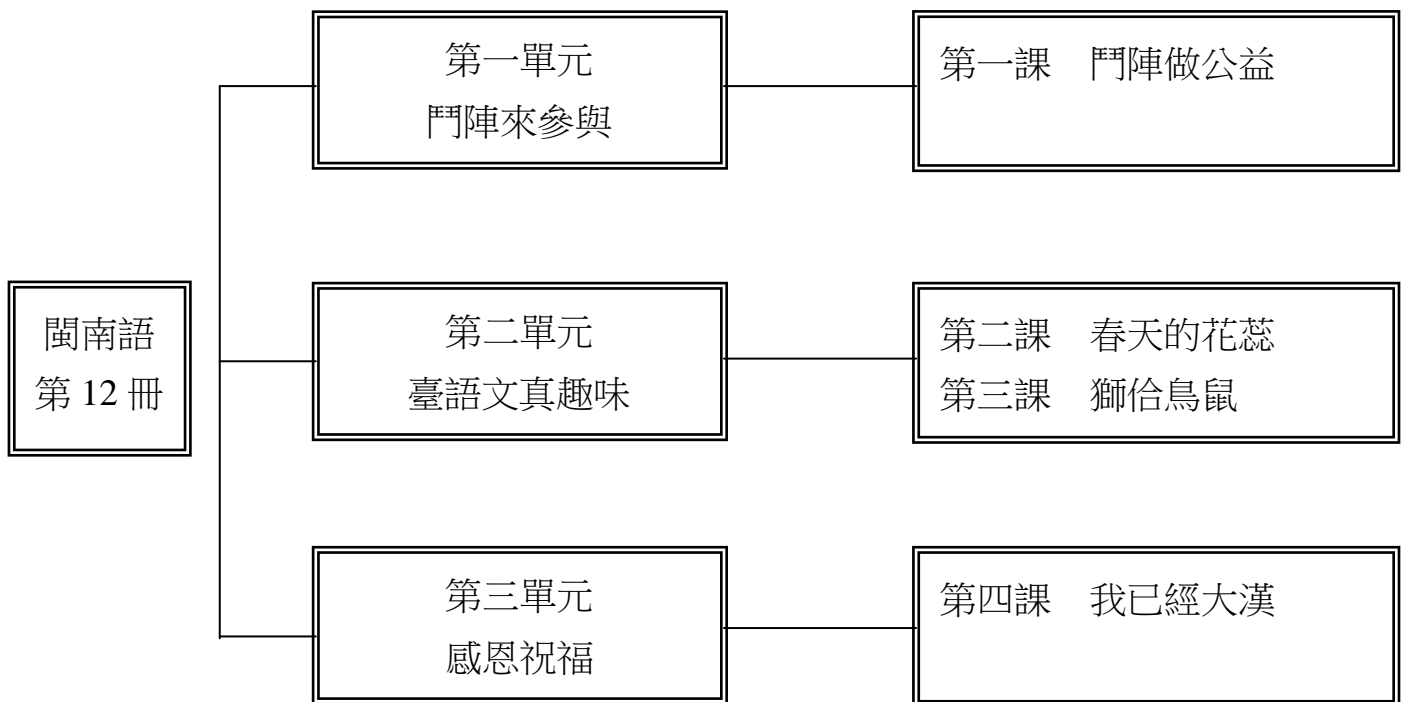 閩南語
第 12 冊
第一單元
鬥陣來參與
第一課　鬥陣做公益
第二單元
臺語文真趣味
第二課　春天的花蕊
第三課　獅佮鳥鼠
第三單元
感恩祝福
第四課　我已經大漢